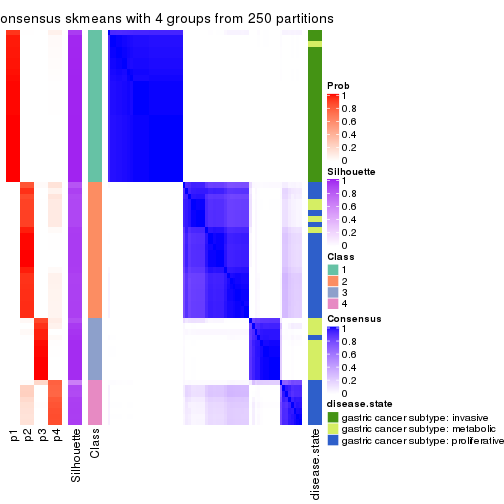 onsensus skmeans with 4 groups from 250 partitions
Prob
1
0.8
0.6
0.4
0.2
0
Silhouette
1
0.8
0.6
0.4
0.2
0
Class
1
2
3
4
Consensus
1
0.8
0.6
0.4
0.2
0
disease.state
gastric cancer subtype: invasive
gastric cancer subtype: metabolic
gastric cancer subtype: proliferative
p1
p2
p3
p4
Silhouette
Class
disease.state